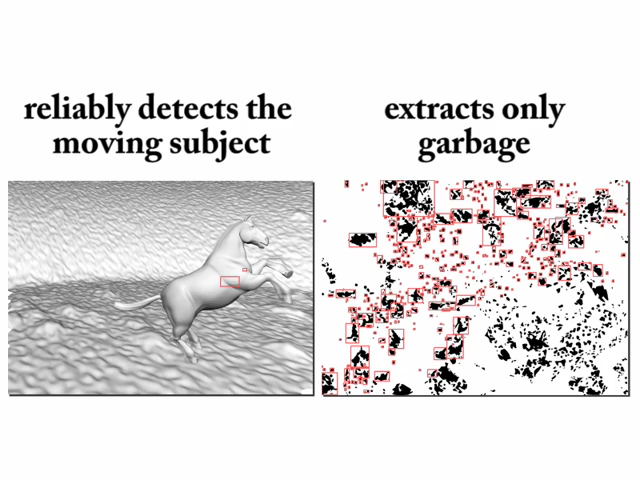 reliably detects the
moving subject
extracts only
garbage